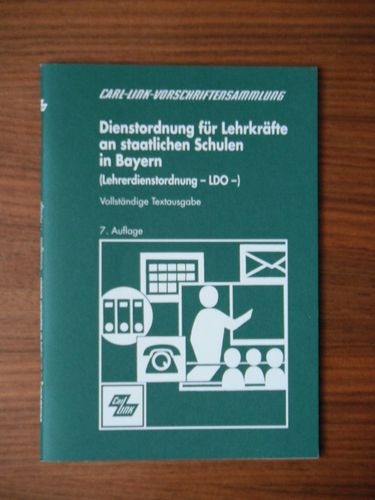 CARL-LINK-VORSCHRIFTENSAMMLUNG
Dienstordnung für Lehrkräfte
an staatlichen Schulen
in Bayern
(Lehrerdienstordnung – LDO –)
Vollständige Textausgabe
7. Auflage
Carl
LINK